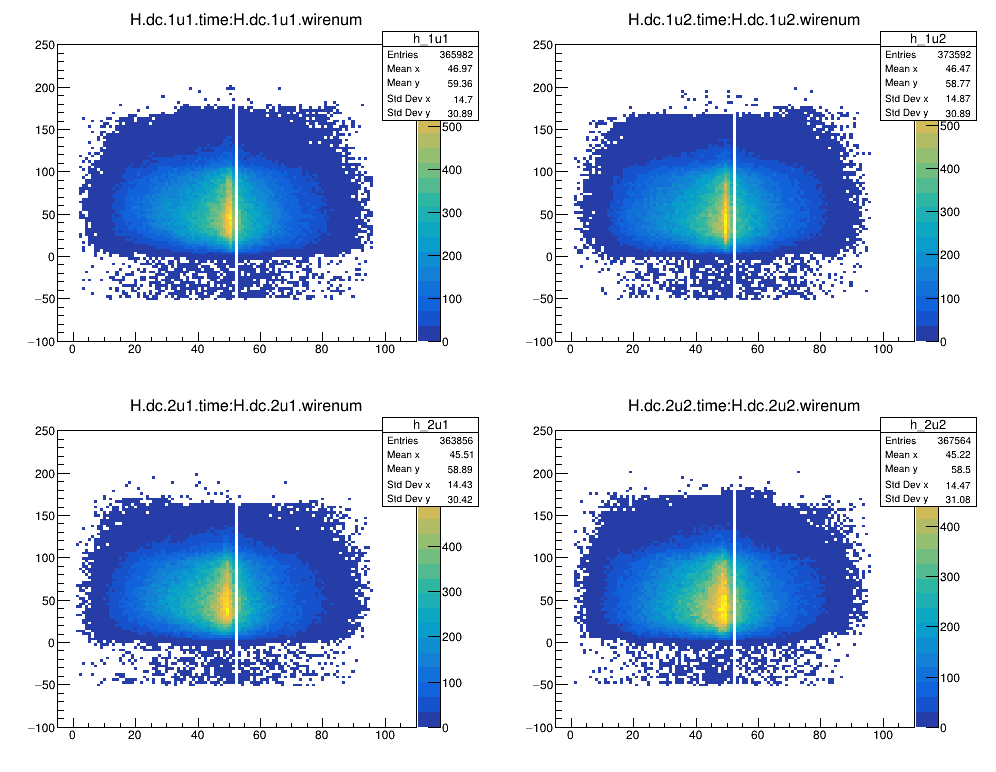 H.dc.1u1.time:H.dc.1u1.wirenum
h_1u1
Entries 365982
Mean x 46.97
Mean y 59.36
Std Dev x 14.7
Std Dev y 30.89
250
200
150
100
50
0
−50
−100
0 20 40 60 80 100
500
400
300
200
100
0
H.dc.1u2.time:H.dc.1u2.wirenum
h_1u2
Entries 373592
Mean x 46.47
Mean y 58.77
Std Dev x 14.87
Std Dev y 30.89
250
200
150
100
50
0
−50
−100
0 20 40 60 80 100
500
400
300
200
100
0
H.dc.2u1.time:H.dc.2u1.wirenum
h_2u1
Entries 363856
Mean x 45.51
Mean y 58.89
Std Dev x 14.43
Std Dev y 30.42
250
200
150
100
50
0
−50
−100
0 20 40 60 80 100
400
300
200
100
0
H.dc.2u2.time:H.dc.2u2.wirenum
h_2u2
Entries 367564
Mean x 45.22
Mean y 58.5
Std Dev x 14.47
Std Dev y 31.08
250
200
150
100
50
0
−50
−100
0 20 40 60 80 100
400
300
200
100
0